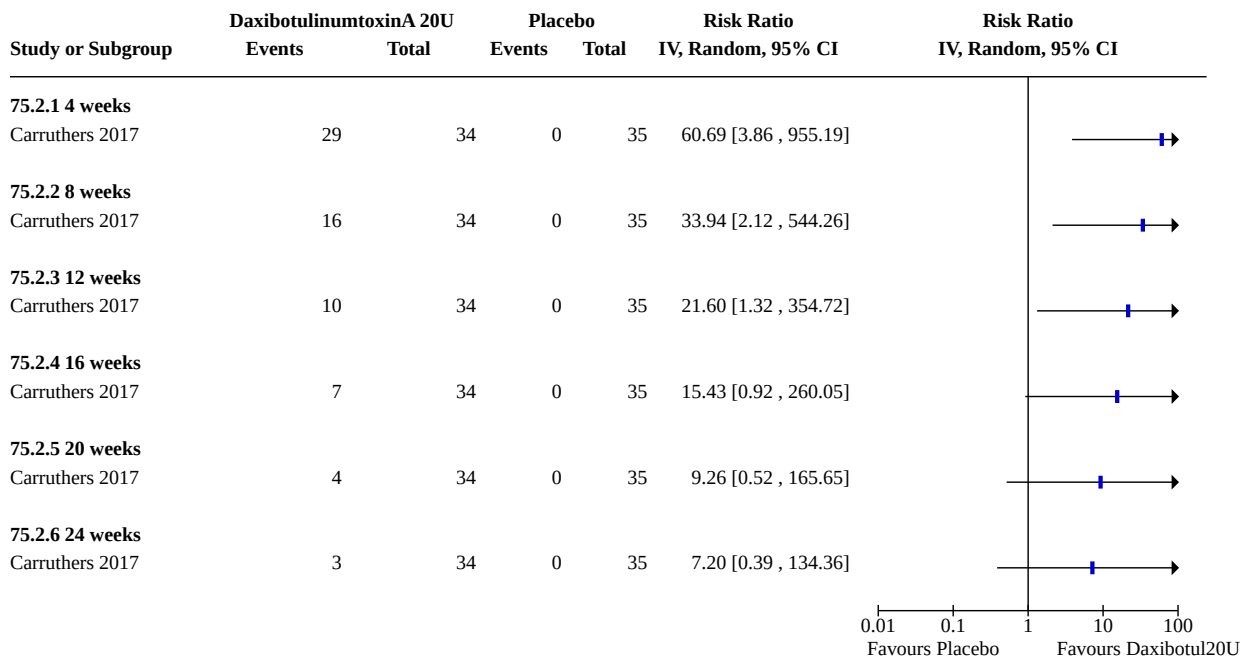 DaxibotulinumtoxinA 20U Placebo Risk Ratio Risk Ratio
Study or Subgroup Events Total Events Total IV, Random, 95% CI IV, Random, 95% CI
75.2.1 4 weeks
Carruthers 2017 29 34 0 35 60.69 [3.86 , 955.19]
75.2.2 8 weeks
Carruthers 2017 16 34 0 35 33.94 [2.12 , 544.26]
75.2.3 12 weeks
Carruthers 2017 10 34 0 35 21.60 [1.32 , 354.72]
75.2.4 16 weeks
Carruthers 2017 7 34 0 35 15.43 [0.92 , 260.05]
75.2.5 20 weeks
Carruthers 2017 4 34 0 35 9.26 [0.52 , 165.65]
75.2.6 24 weeks
Carruthers 2017 3 34 0 35 7.20 [0.39 , 134.36]
0.01 0.1 1 10 100
Favours Placebo Favours Daxibotul20U